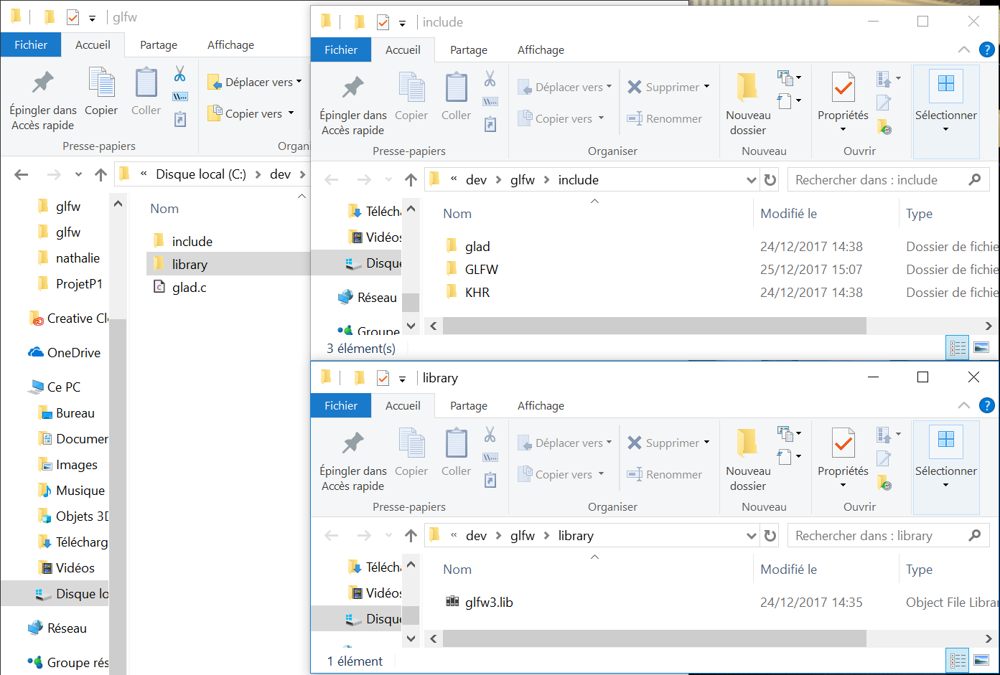 glfw
Fichier
Accueil
Partage
Affichage
Épingler dans
Accès rapide
Copier
Coller
Déplacer vers
Copier vers
Presse-papiers
Organi
« Disque local (C:) > dev >
glfw
glfw
nathalie
ProjetP1
Creative Cl
OneDrive
Ce PC
Bureau
Documer
Images
Musique
Objets 3D
Télécharg
Vidéos
Disque lo
Réseau
Groupe rés
Nom
include
library
glad.c
include
Fichier
Accueil
Partage
Affichage
Épingler dans
Accès rapide
Copier
Coller
Déplacer vers
Copier vers
Supprimer
Renommer
Nouveau
dossier
Propriétés
Sélectionner
Presse-papiers
Organiser
Nouveau
Ouvrir
« dev > glfw > include
Rechercher dans : include
Télécha
Vidéos
Disque
Réseau
Groupe
Nom Modifié le Type
glad 24/12/2017 14:38 Dossier de fichie
GLFW 25/12/2017 15:07 Dossier de fichie
KHR 24/12/2017 14:38 Dossier de fichie
3 élément(s)
library
Fichier
Accueil
Partage
Affichage
Épingler dans
Accès rapide
Copier
Coller
Déplacer vers
Copier vers
Supprimer
Renommer
Nouveau
dossier
Propriétés
Sélectionner
Presse-papiers
Organiser
Nouveau
Ouvrir
« dev > glfw > library
Rechercher dans : library
Télécha
Vidéos
Disque
Nom Modifié le Type
glfw3.lib 24/12/2017 14:35 Object File Librar
1 élément